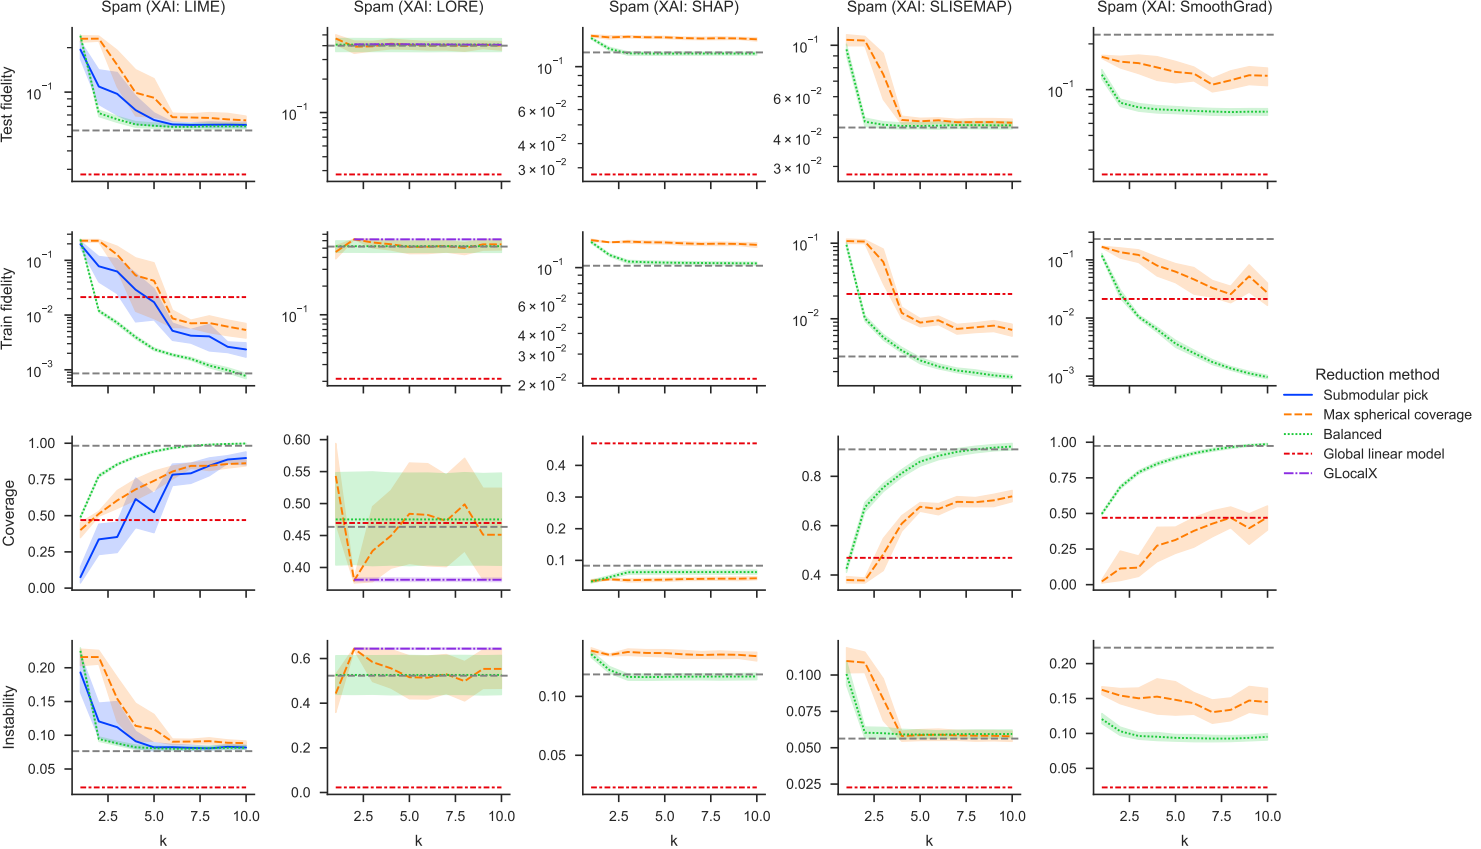 Spam (XAI: LIME)
Spam (XAI: LORE)
Spam (XAI: SHAP)
Spam (XAI: SLISEMAP)
Spam (XAI: SmoothGrad)
Test fidelity
10⁻¹
10⁻¹
10⁻¹
6 × 10⁻²
4 × 10⁻²
3 × 10⁻²
10⁻¹
6 × 10⁻²
4 × 10⁻²
3 × 10⁻²
10⁻¹
Train fidelity
10⁻¹
10⁻²
10⁻³
10⁻¹
10⁻¹
6 × 10⁻²
4 × 10⁻²
3 × 10⁻²
2 × 10⁻²
10⁻¹
10⁻²
10⁻¹
10⁻²
10⁻³
Coverage
1.00
0.75
0.50
0.25
0.00
0.60
0.55
0.50
0.45
0.40
0.4
0.3
0.2
0.1
0.8
0.6
0.4
1.00
0.75
0.50
0.25
0.00
Reduction method
Submodular pick
Max spherical coverage
Balanced
Global linear model
GLocalX
Instability
0.20
0.15
0.10
0.05
0.6
0.4
0.2
0.0
0.10
0.05
0.100
0.075
0.050
0.025
0.20
0.15
0.10
0.05
2.5 5.0 7.5 10.0
2.5 5.0 7.5 10.0
2.5 5.0 7.5 10.0
2.5 5.0 7.5 10.0
2.5 5.0 7.5 10.0
k
k
k
k
k